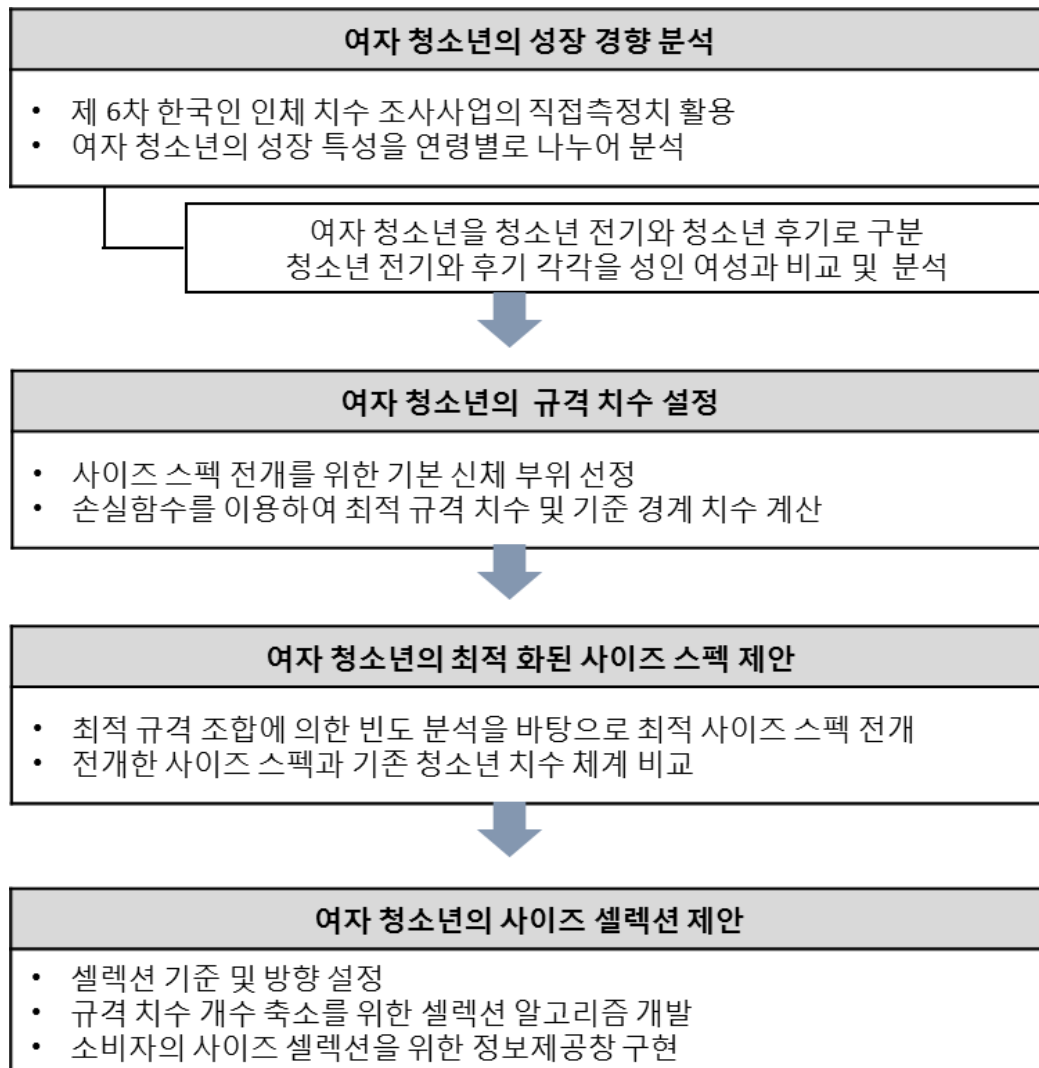 여자 청소년의 성장 경향 분석
• 제 6차 한국인 인체 치수 조사사업의 직접측정치 활용
• 여자 청소년의 성장 특성을 연령별로 나누어 분석
여자 청소년을 청소년 전기와 청소년 후기로 구분
청소년 전기와 후기 각각을 성인 여성과 비교 및 분석
여자 청소년의 규격 치수 설정
• 사이즈 스펙 전개를 위한 기본 신체 부위 선정
• 손실함수를 이용하여 최적 규격 치수 및 기준 경계 치수 계산
여자 청소년의 최적 화된 사이즈 스펙 제안
• 최적 규격 조합에 의한 빈도 분석을 바탕으로 최적 사이즈 스펙 전개
• 전개한 사이즈 스펙과 기존 청소년 치수 체계 비교
여자 청소년의 사이즈 셀렉션 제안
• 셀렉션 기준 및 방향 설정
• 규격 치수 개수 축소를 위한 셀렉션 알고리즘 개발
• 소비자의 사이즈 셀렉션을 위한 정보제공창 구현